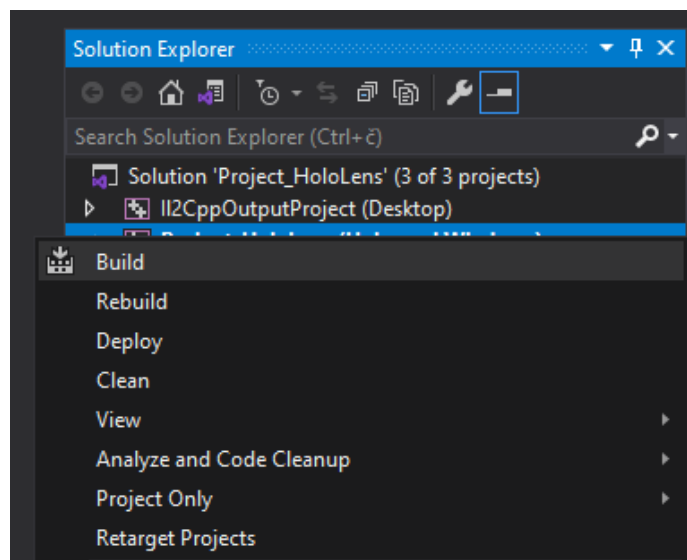 Solution Explorer
Search Solution Explorer (Ctrl+č)
Solution 'Project_HoloLens' (3 of 3 projects)
Il2CppOutputProject (Desktop)
Build
Rebuild
Deploy
Clean
View
Analyze and Code Cleanup
Project Only
Retarget Projects